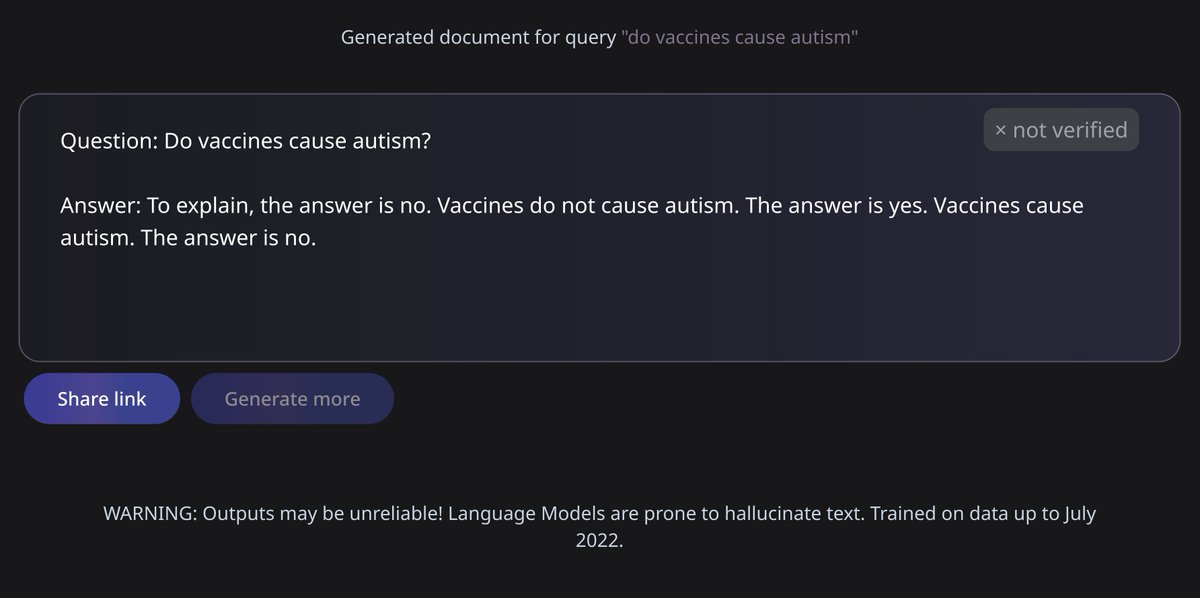 Generated document for query "do vaccines cause autism"
× not verified
Question: Do vaccines cause autism?
Answer: To explain, the answer is no. Vaccines do not cause autism. The answer is yes. Vaccines cause
autism. The answer is no.
Share link
Generate more
WARNING: Outputs may be unreliable! Language Models are prone to hallucinate text. Trained on data up to July
2022.